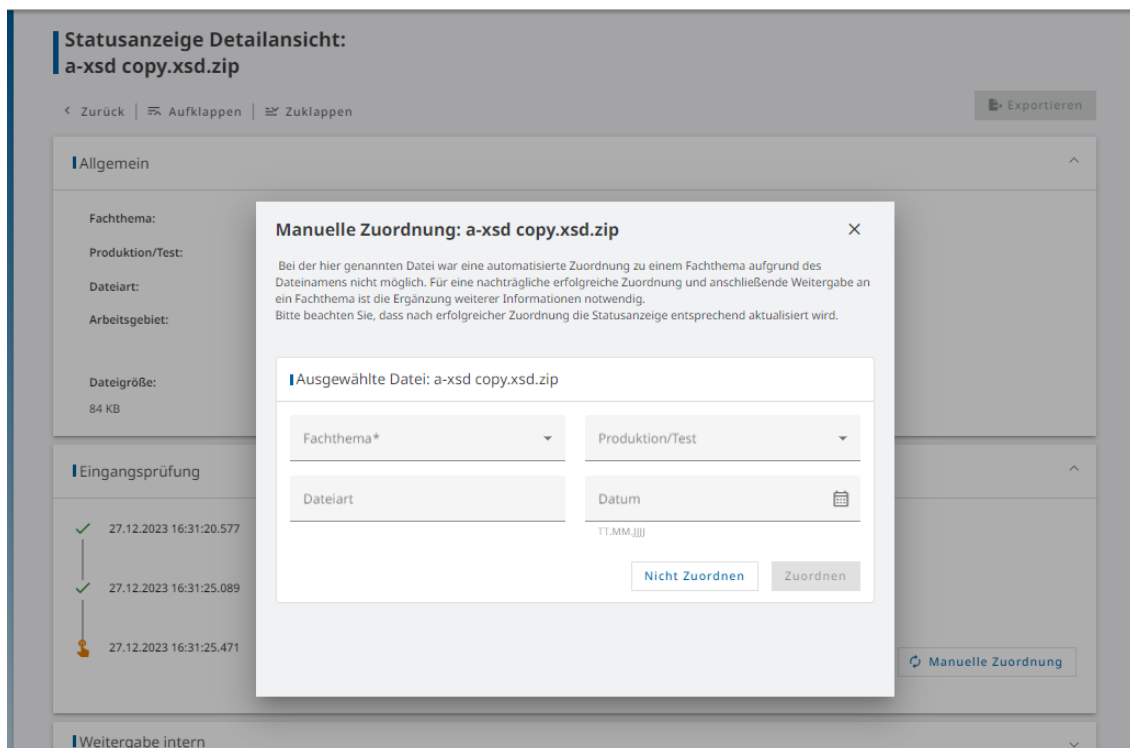 Statusanzeige Detailansicht:
a-xsd copy.xsd.zip
Zurück | Aufklappen | Zuklappen
Exportieren
Allgemein
Fachthema:
Produktion/Test:
Dateiart:
Arbeitsgebiet:
Dateigröße:
84 KB
Eingangsprüfung
27.12.2023 16:31:20.577
27.12.2023 16:31:25.089
27.12.2023 16:31:25.471
Manuelle Zuordnung
Weitergabe intern
Manuelle Zuordnung: a-xsd copy.xsd.zip
Bei der hier genannten Datei war eine automatisierte Zuordnung zu einem Fachthema aufgrund des
Dateinamens nicht möglich. Für eine nachträgliche erfolgreiche Zuordnung und anschließende Weitergabe an
ein Fachthema ist die Ergänzung weiterer Informationen notwendig.
Bitte beachten Sie, dass nach erfolgreicher Zuordnung die Statusanzeige entsprechend aktualisiert wird.
Ausgewählte Datei: a-xsd copy.xsd.zip
Fachthema*
Produktion/Test
Dateiart
Datum
TT.MM.JJJJ
Nicht Zuordnen
Zuordnen